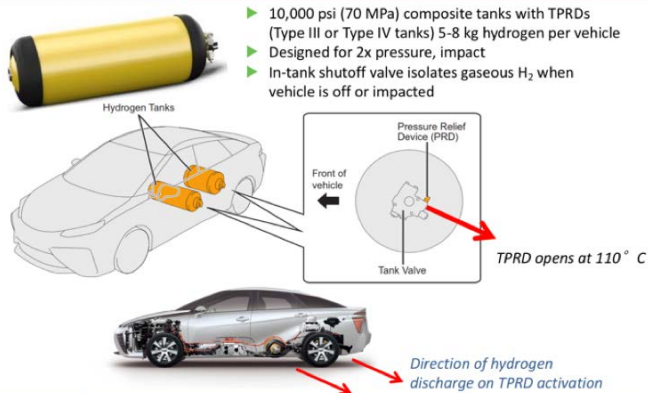 10,000 psi (70 MPa) composite tanks with TPRDs
(Type III or Type IV tanks) 5-8 kg hydrogen per vehicle
Designed for 2x pressure, impact
In-tank shutoff valve isolates gaseous H₂ when
vehicle is off or impacted
Hydrogen Tanks
Pressure Relief
Device (PRD)
Front of
vehicle
Tank Valve
TPRD opens at 110° C
Direction of hydrogen
discharge on TPRD activation